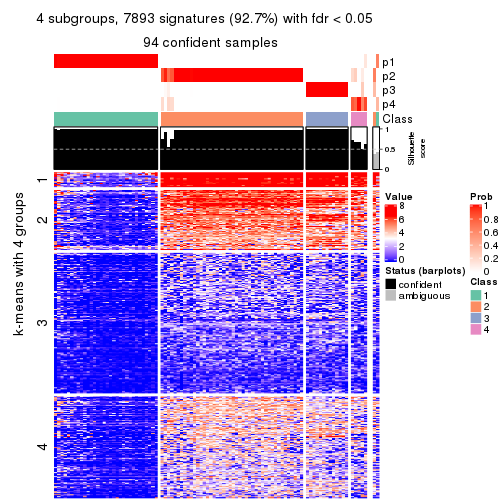 4 subgroups, 7893 signatures (92.7%) with fdr < 0.05
94 confident samples
p1
p2
p3
p4
Class
1
0.5
0
Silhouette
score
k-means with 4 groups
1
2
3
4
Value
8
6
4
2
0
Status (barplots)
confident
ambiguous
Prob
1
0.8
0.6
0.4
0.2
0
Class
1
2
3
4